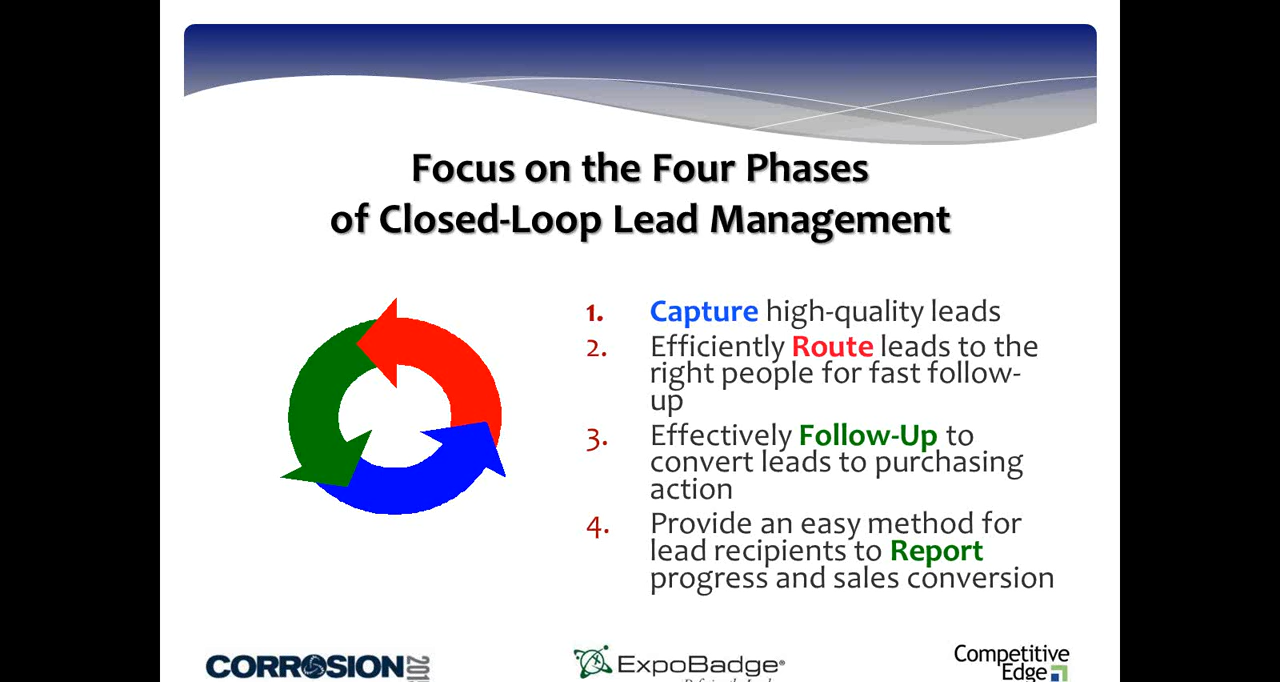 Focus on the Four Phases
of Closed-Loop Lead Management
1. Capture high-quality leads
2. Efficiently Route leads to the
right people for fast follow-
up
3. Effectively Follow-Up to
convert leads to purchasing
action
4. Provide an easy method for
lead recipients to Report
progress and sales conversion
CORROSION
ExpoBadge®
Competitive
Edge